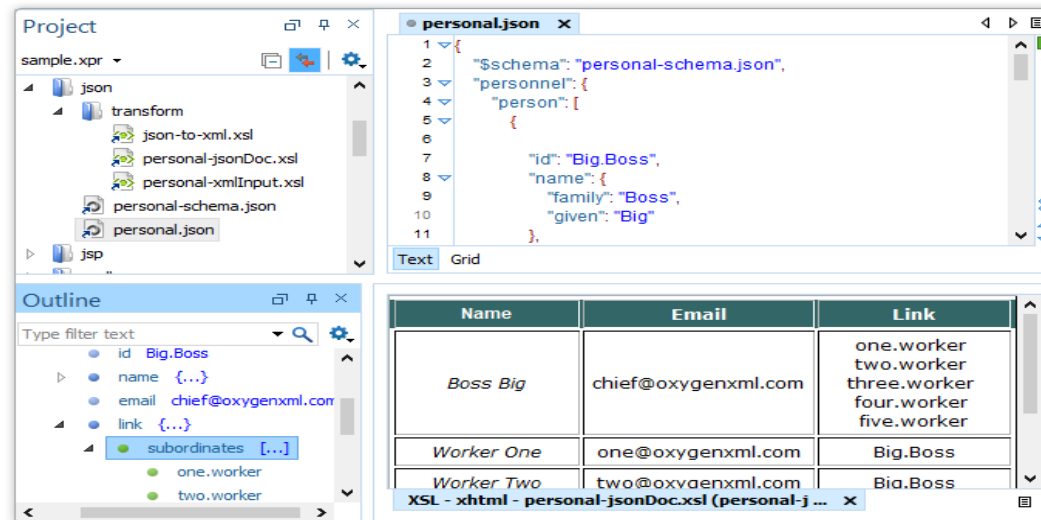 Project
sample.xpr
json
transform
json-to-xml.xsl
personal-jsonDoc.xsl
personal-xmlInput.xsl
personal-schema.json
personal.json
jsp
personal.json
1 {
2 "$schema": "personal-schema.json",
3 "personnel": {
4 "person": [
5 {
6
7 "id": "Big.Boss",
8 "name": {
9 "family": "Boss",
10 "given": "Big"
11 },
Text Grid
Outline
Type filter text
id Big.Boss
name {...}
email chief@oxygenxml.com
link {...}
subordinates [...]
one.worker
two.worker
Name Email Link
Boss Big chief@oxygenxml.com one.worker
two.worker
three.worker
four.worker
five.worker
Worker One one@oxygenxml.com Big.Boss
Worker Two two@oxygenxml.com Big.Boss
XSL - xhtml - personal-jsonDoc.xsl (personal-j ...